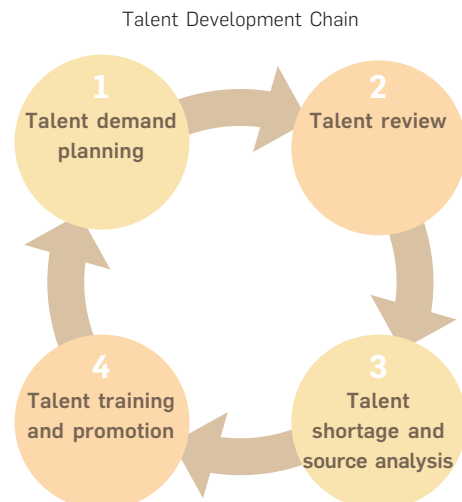 Talent Development Chain
1
Talent demand
planning
2
Talent review
3
Talent
shortage and
source analysis
4
Talent training
and promotion